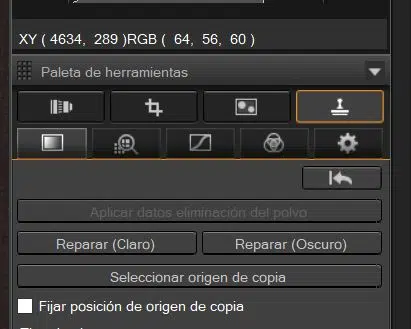 XY ( 4634, 289 )RGB ( 64, 56, 60 )
Paleta de herramientas
Aplicar datos eliminación del polvo
Reparar (Claro) Reparar (Oscuro)
Seleccionar origen de copia
Fijar posición de origen de copia